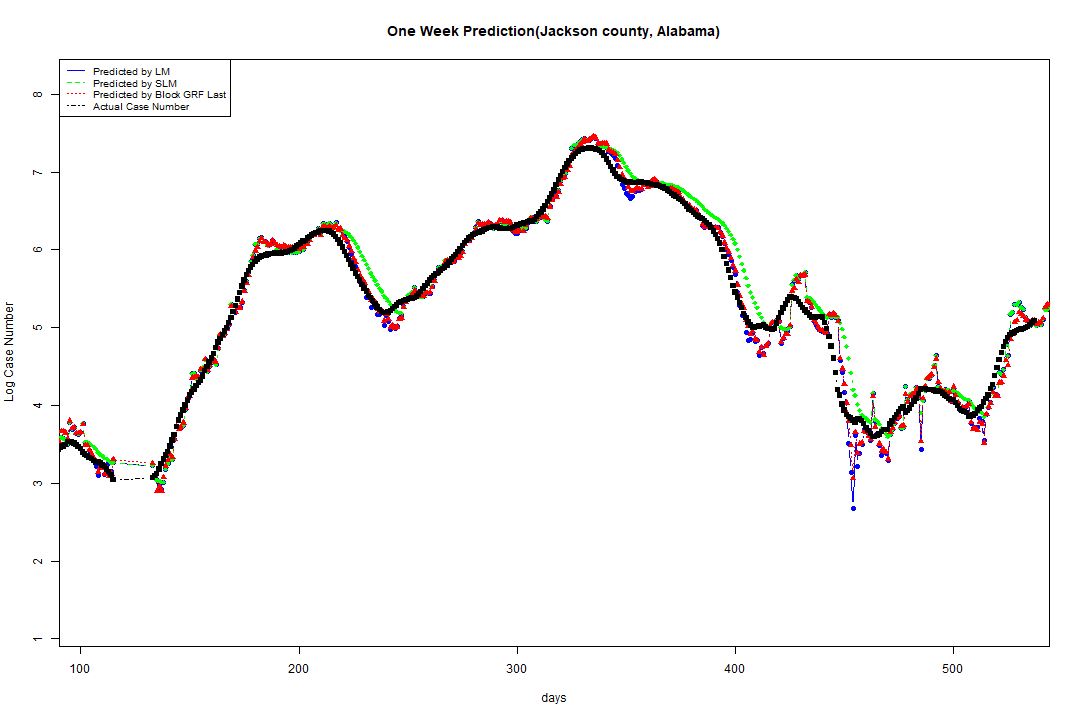 One Week Prediction(Jackson county, Alabama)
Predicted by LM
Predicted by SLM
Predicted by Block GRF Last
Actual Case Number
8
7
6
5
4
3
2
1
Log Case Number
100 200 300 400 500
days